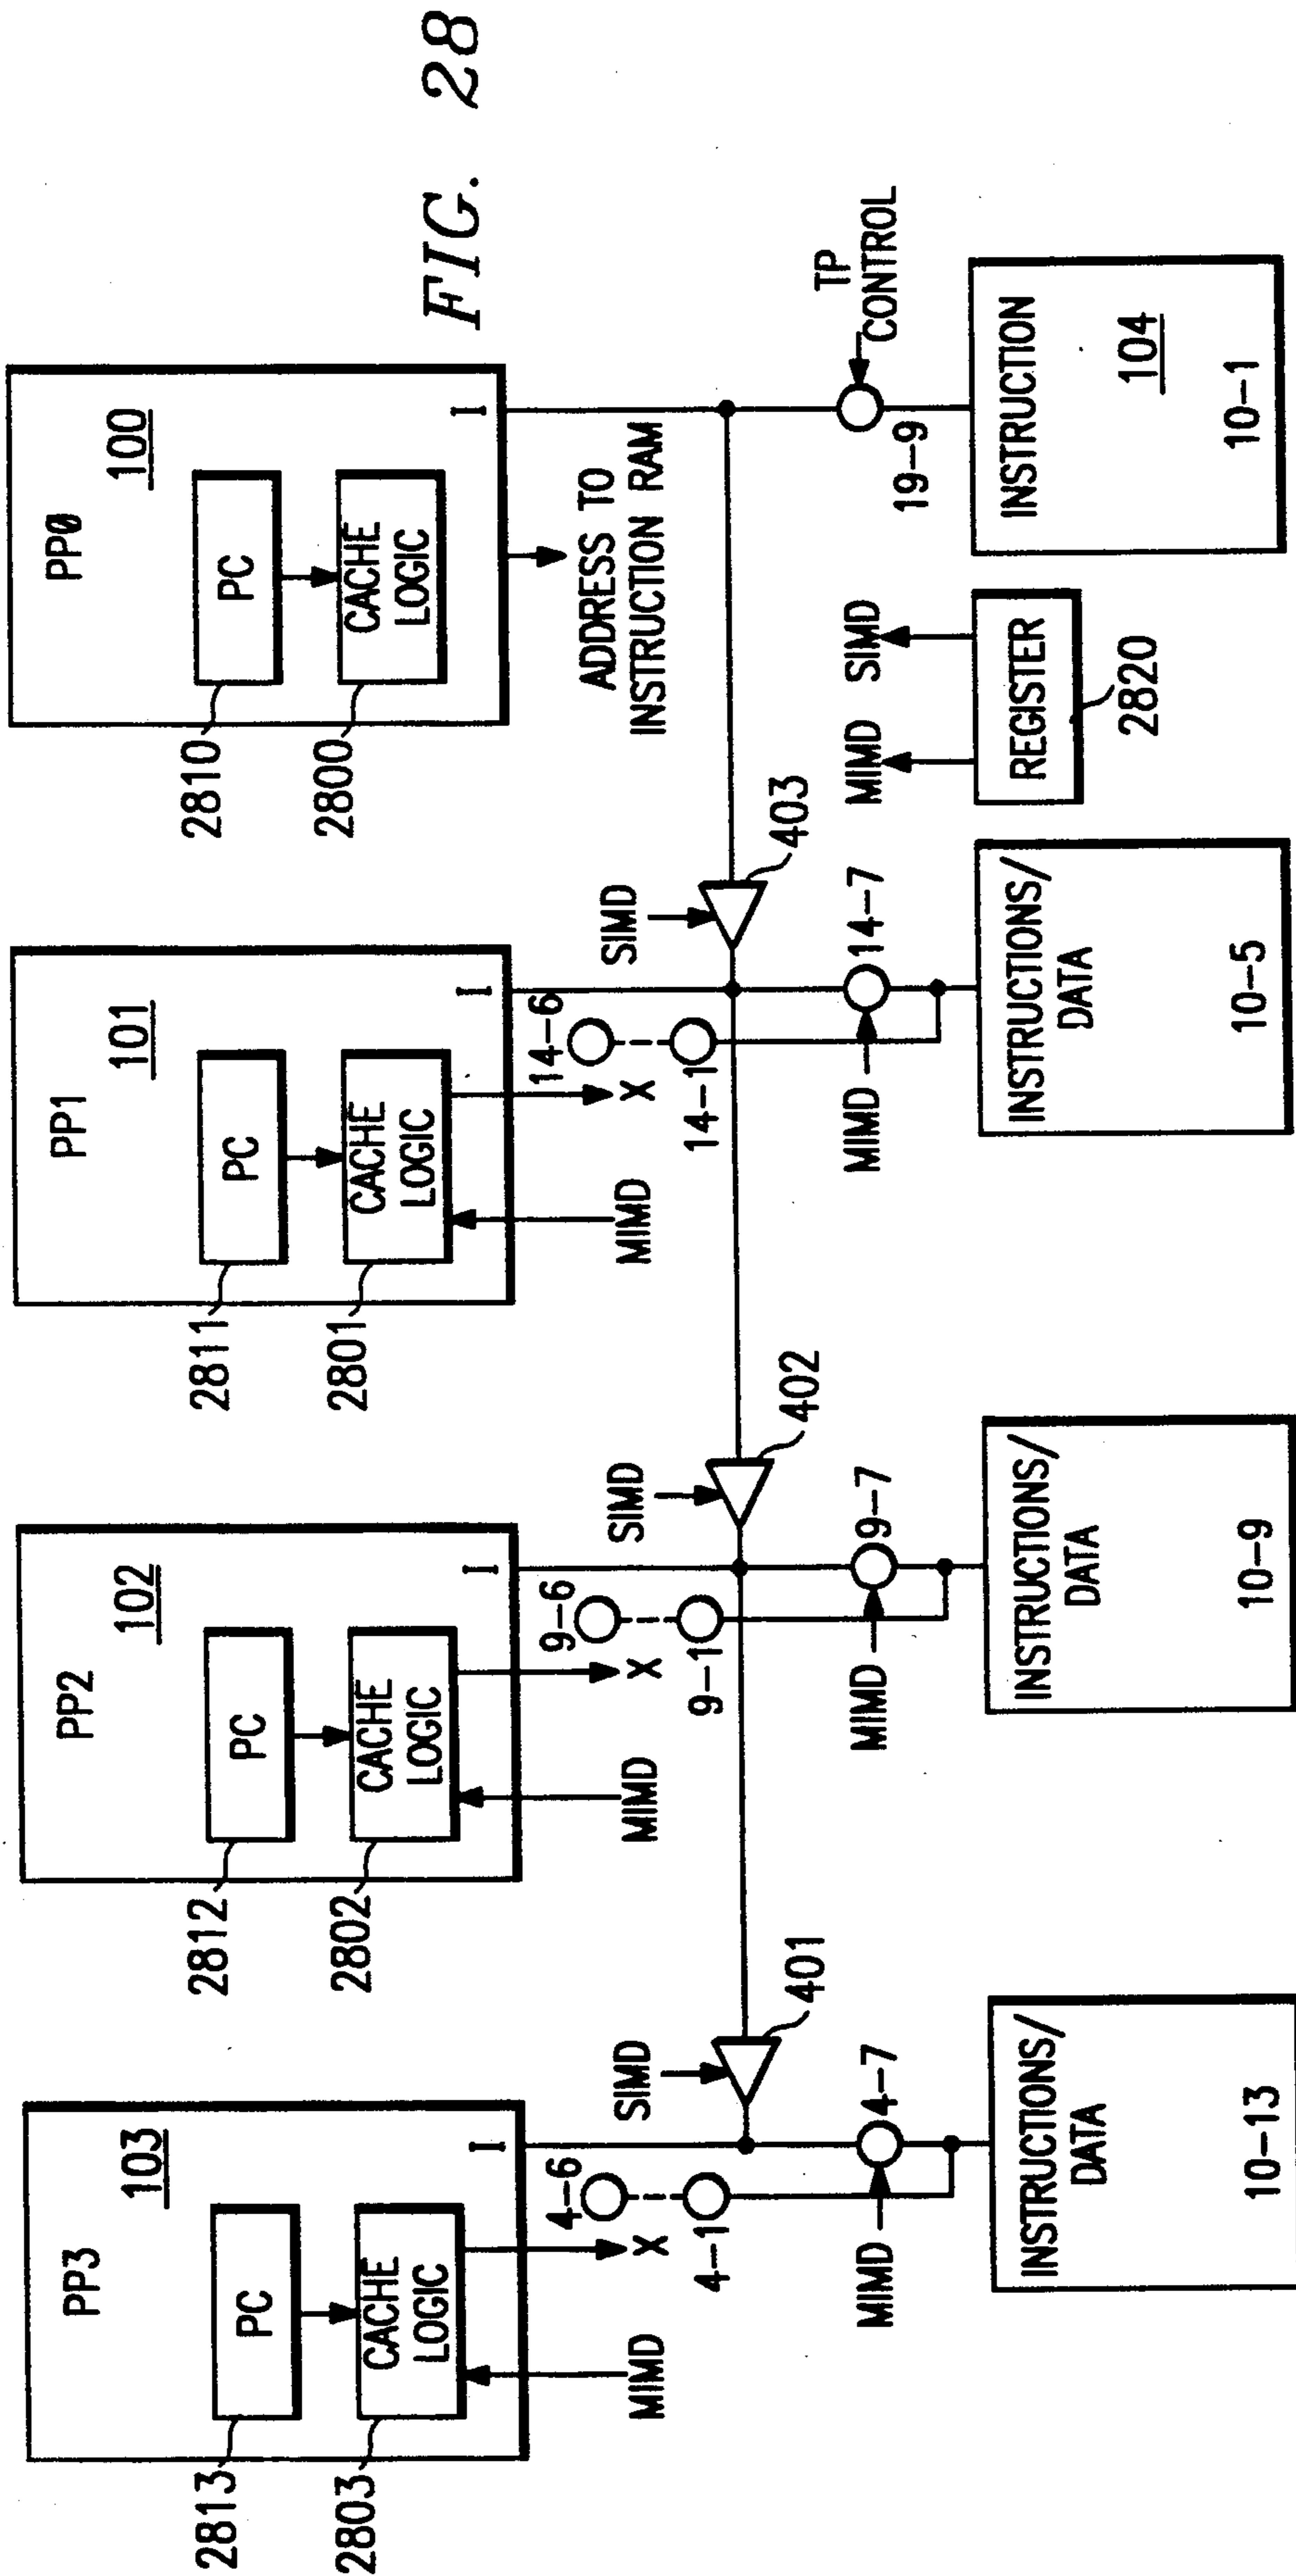 PP3
103
PC
CACHE
LOGIC
I
2813
2803
MIMD
X
4-6
4-1
SIMD
401
MIMD
4-7
INSTRUCTIONS/
DATA
10-13
PP2
102
PC
CACHE
LOGIC
I
2812
2802
MIMD
X
9-6
9-1
SIMD
402
MIMD
9-7
INSTRUCTIONS/
DATA
10-9
PP1
101
PC
CACHE
LOGIC
I
2811
2801
MIMD
X
14-6
14-1
SIMD
403
MIMD
14-7
INSTRUCTIONS/
DATA
10-5
PP0
100
PC
CACHE
LOGIC
I
2810
2800
ADDRESS TO
INSTRUCTION RAM
MIMD
SIMD
REGISTER
2820
TP
CONTROL
19-9
INSTRUCTION
104
10-1
FIG. 28